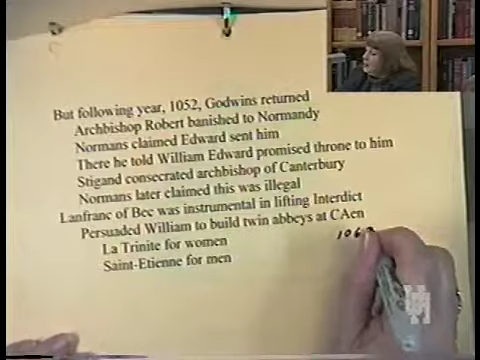 But following year, 1052, Godwins returned
Archbishop Robert banished to Normandy
Normans claimed Edward sent him
There he told William Edward promised throne to him
Stigand consecrated archbishop of Canterbury
Normans later claimed this was illegal
Lanfranc of Bec was instrumental in lifting Interdict
Persuaded William to build twin abbeys at CAen
La Trinite for women
Saint-Etienne for men